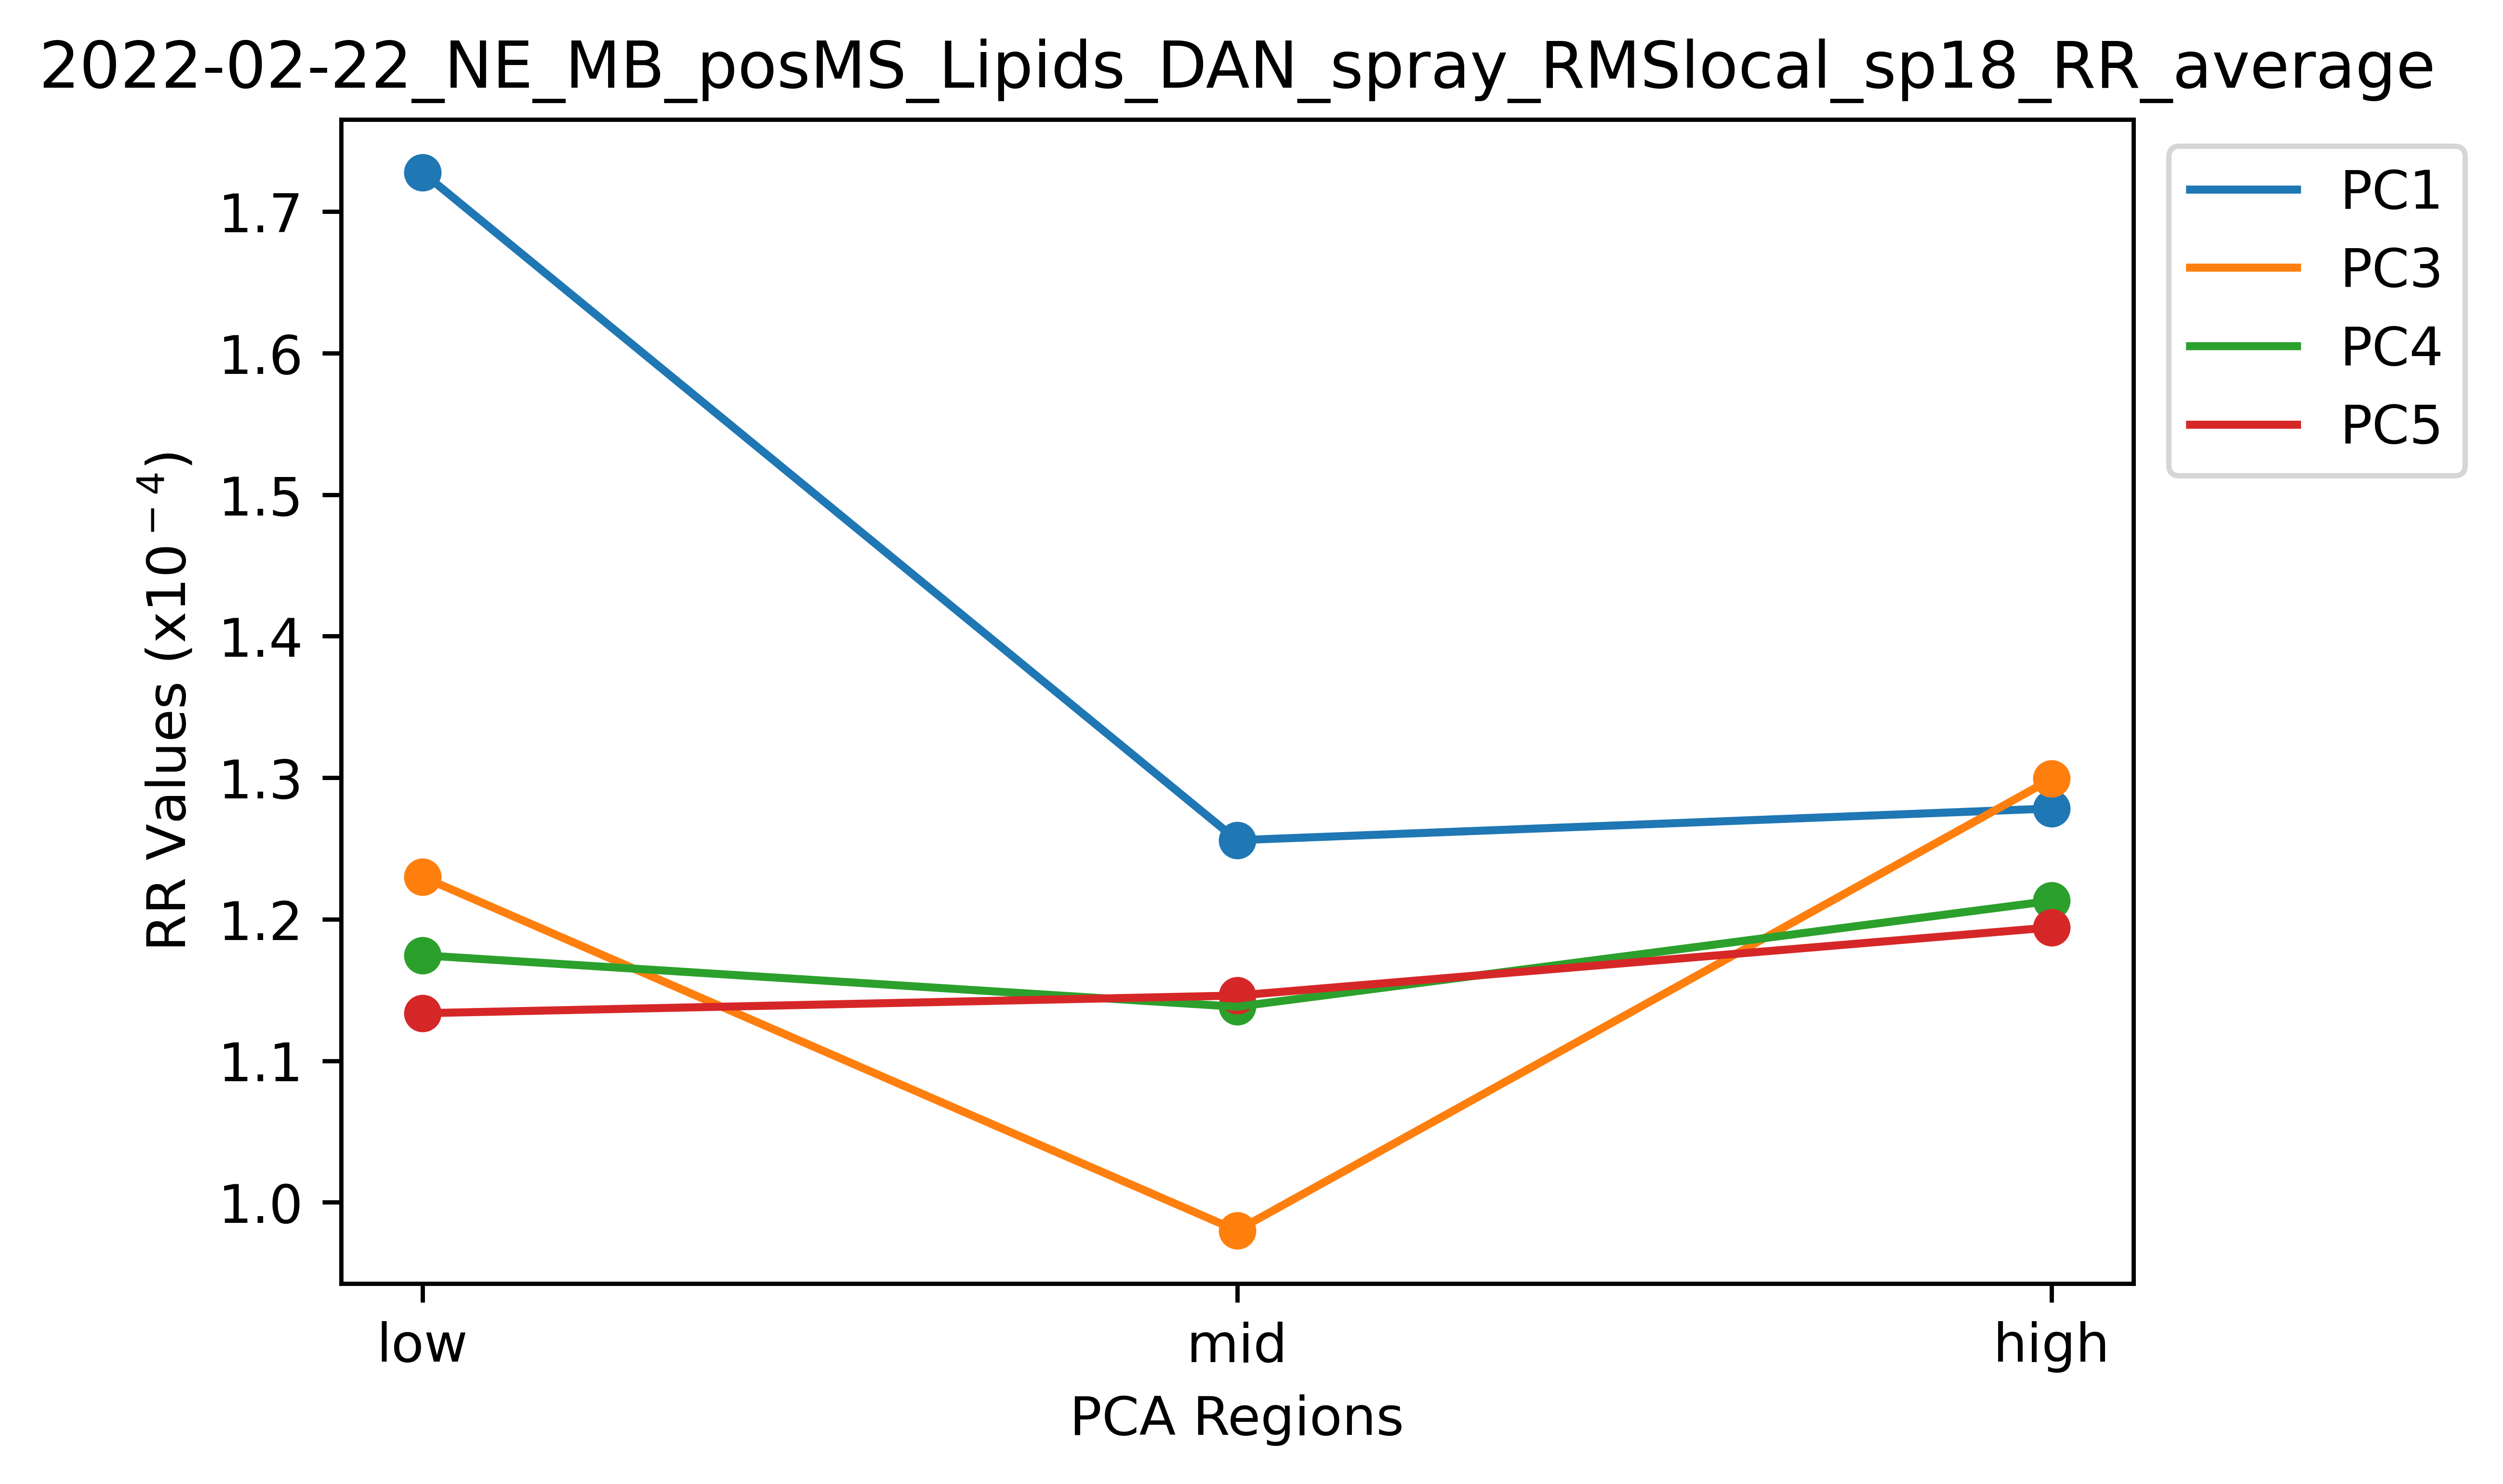 2022-02-22_NE_MB_posMS_Lipids_DAN_spray_RMSlocal_sp18_RR_average
PC1
PC3
PC4
PC5
RR Values (x10⁻⁴)
1.7
1.6
1.5
1.4
1.3
1.2
1.1
1.0
low mid high
PCA Regions